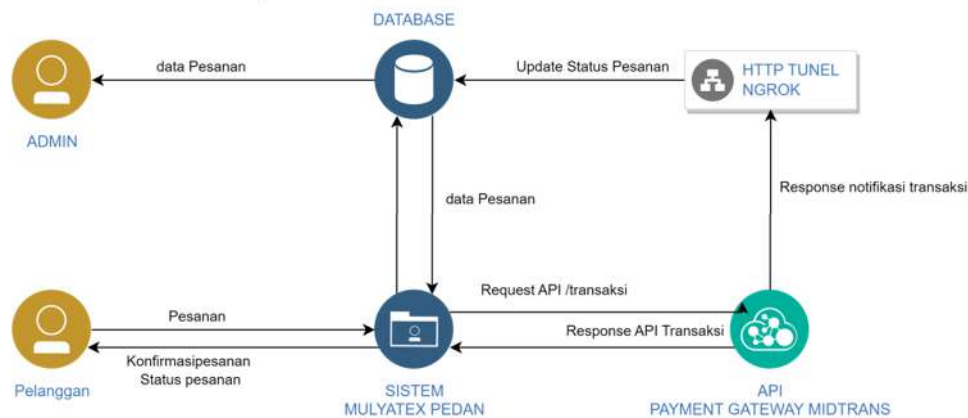 DATABASE
data Pesanan
Update Status Pesanan
HTTP TUNEL
NGROK
ADMIN
Response notifikasi transaksi
data Pesanan
Request API /transaksi
Pesanan
Response API Transaksi
Konfirmasipesanan
Status pesanan
Pelanggan
SISTEM
MULYATEX PEDAN
API
PAYMENT GATEWAY MIDTRANS